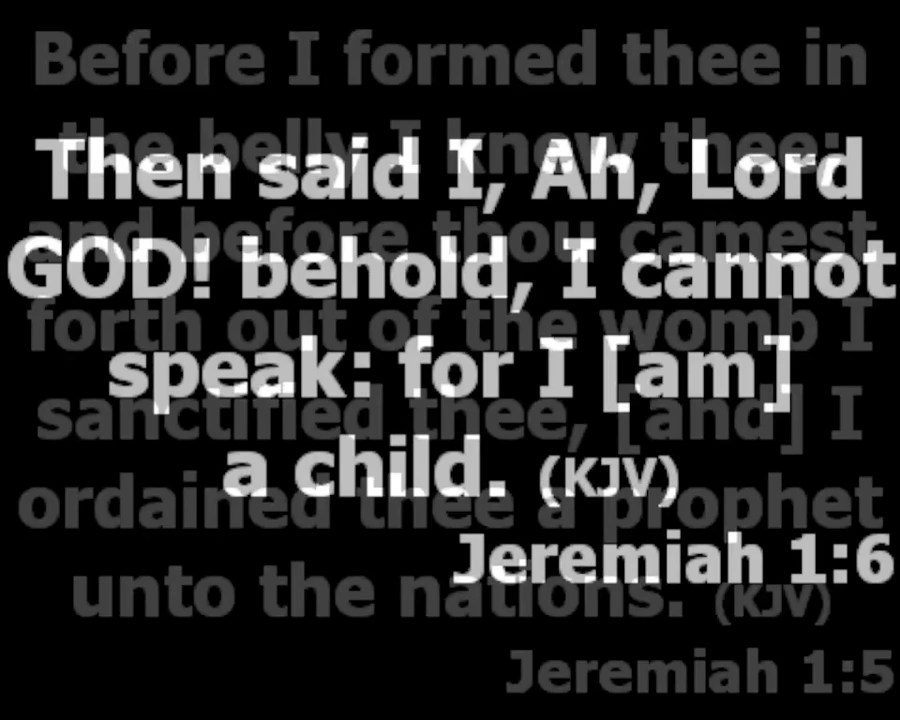 Before I formed thee in
the belly I knew thee;
and before thou camest
forth out of the womb I
sanctified thee, [and] I
ordained thee a prophet
unto the nations. (KJV)
Jeremiah 1:5
Then said I, Ah, Lord
GOD! behold, I cannot
speak: for I [am]
a child. (KJV)
Jeremiah 1:6